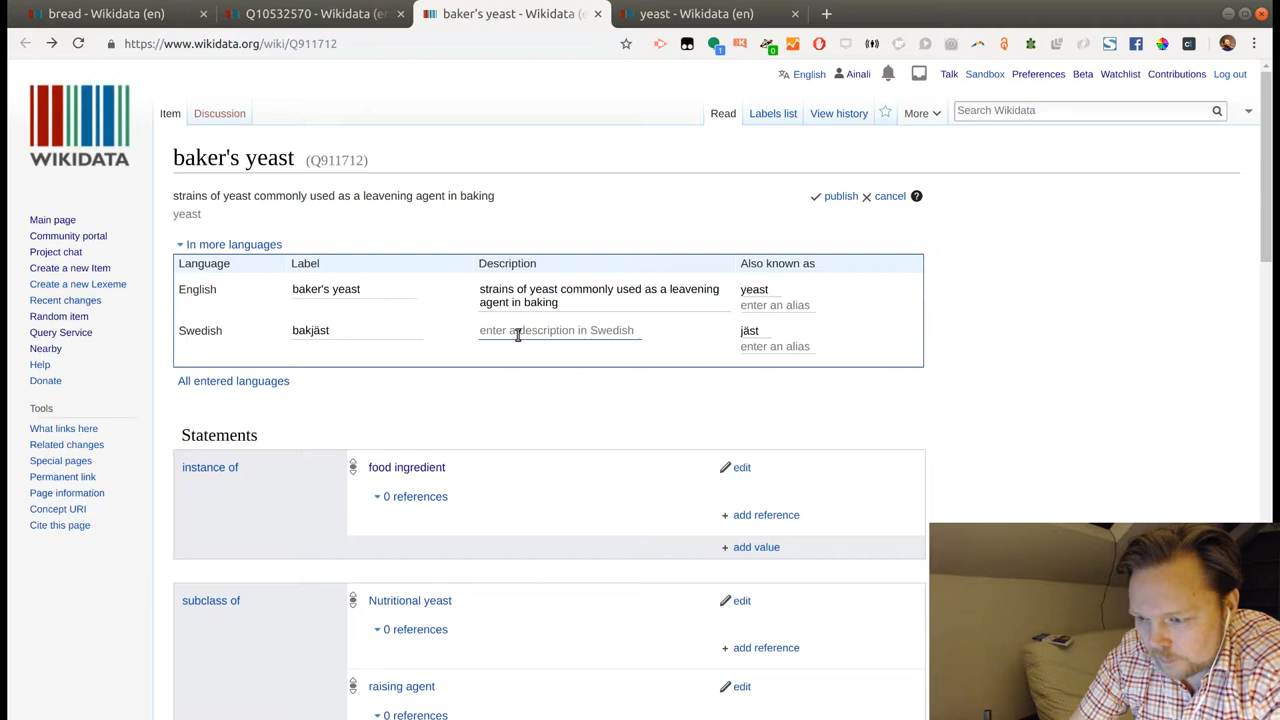 bread - Wikidata (en)
Q10532570 - Wikidata (en
baker's yeast - Wikidata (e
yeast - Wikidata (en)
https://www.wikidata.org/wiki/Q911712
1
0
English
Ainali
Talk
Sandbox
Preferences
Beta
Watchlist
Contributions
Log out
Item
Discussion
Read
Labels list
View history
More
Search Wikidata
WIKIDATA
Main page
Community portal
Project chat
Create a new Item
Create a new Lexeme
Recent changes
Random item
Query Service
Nearby
Help
Donate
Tools
What links here
Related changes
Special pages
Permanent link
Page information
Concept URI
Cite this page
baker's yeast (Q911712)
strains of yeast commonly used as a leavening agent in baking
publish cancel ?
yeast
In more languages
Language Label Description Also known as
English baker's yeast strains of yeast commonly used as a leavening yeast
agent in baking enter an alias
Swedish bakjäst enter a description in Swedish jäst
enter an alias
All entered languages
Statements
instance of food ingredient edit
0 references
+ add reference
+ add value
subclass of Nutritional yeast edit
0 references
+ add reference
raising agent edit
0 references